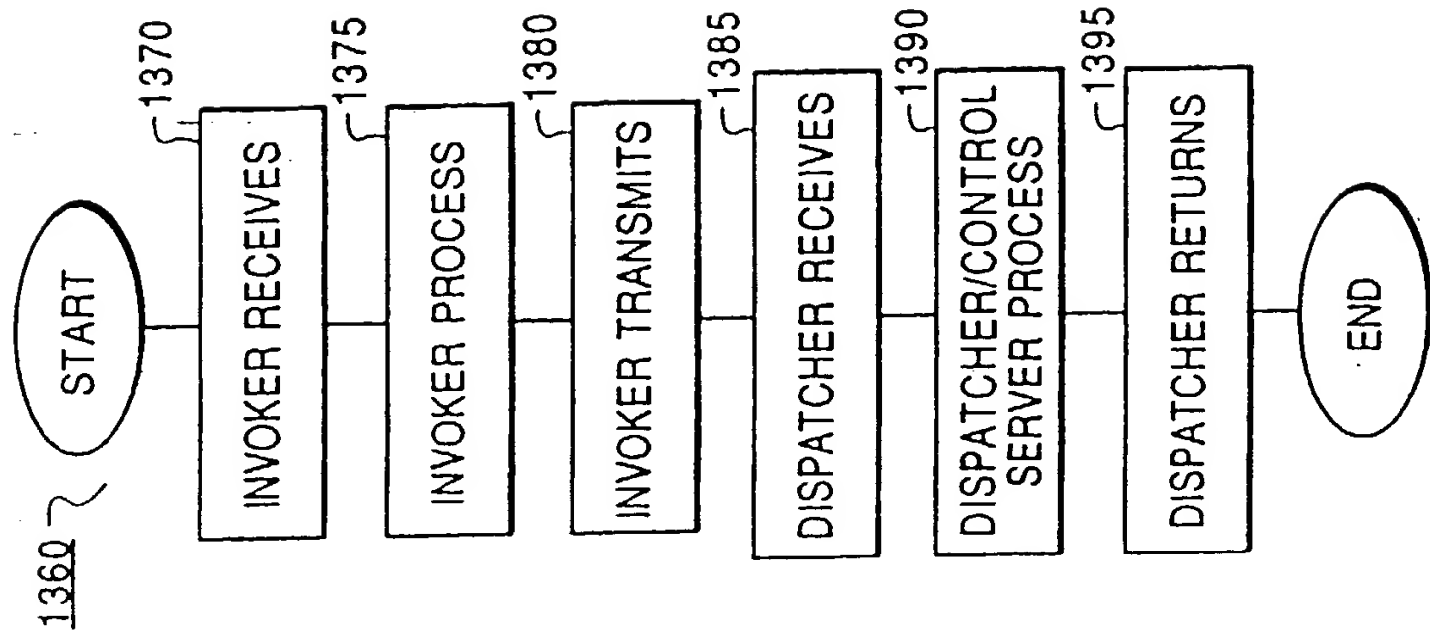 1360
START
1370
INVOKER RECEIVES
1375
INVOKER PROCESS
1380
INVOKER TRANSMITS
1385
DISPATCHER RECEIVES
1390
DISPATCHER/CONTROL
SERVER PROCESS
1395
DISPATCHER RETURNS
END